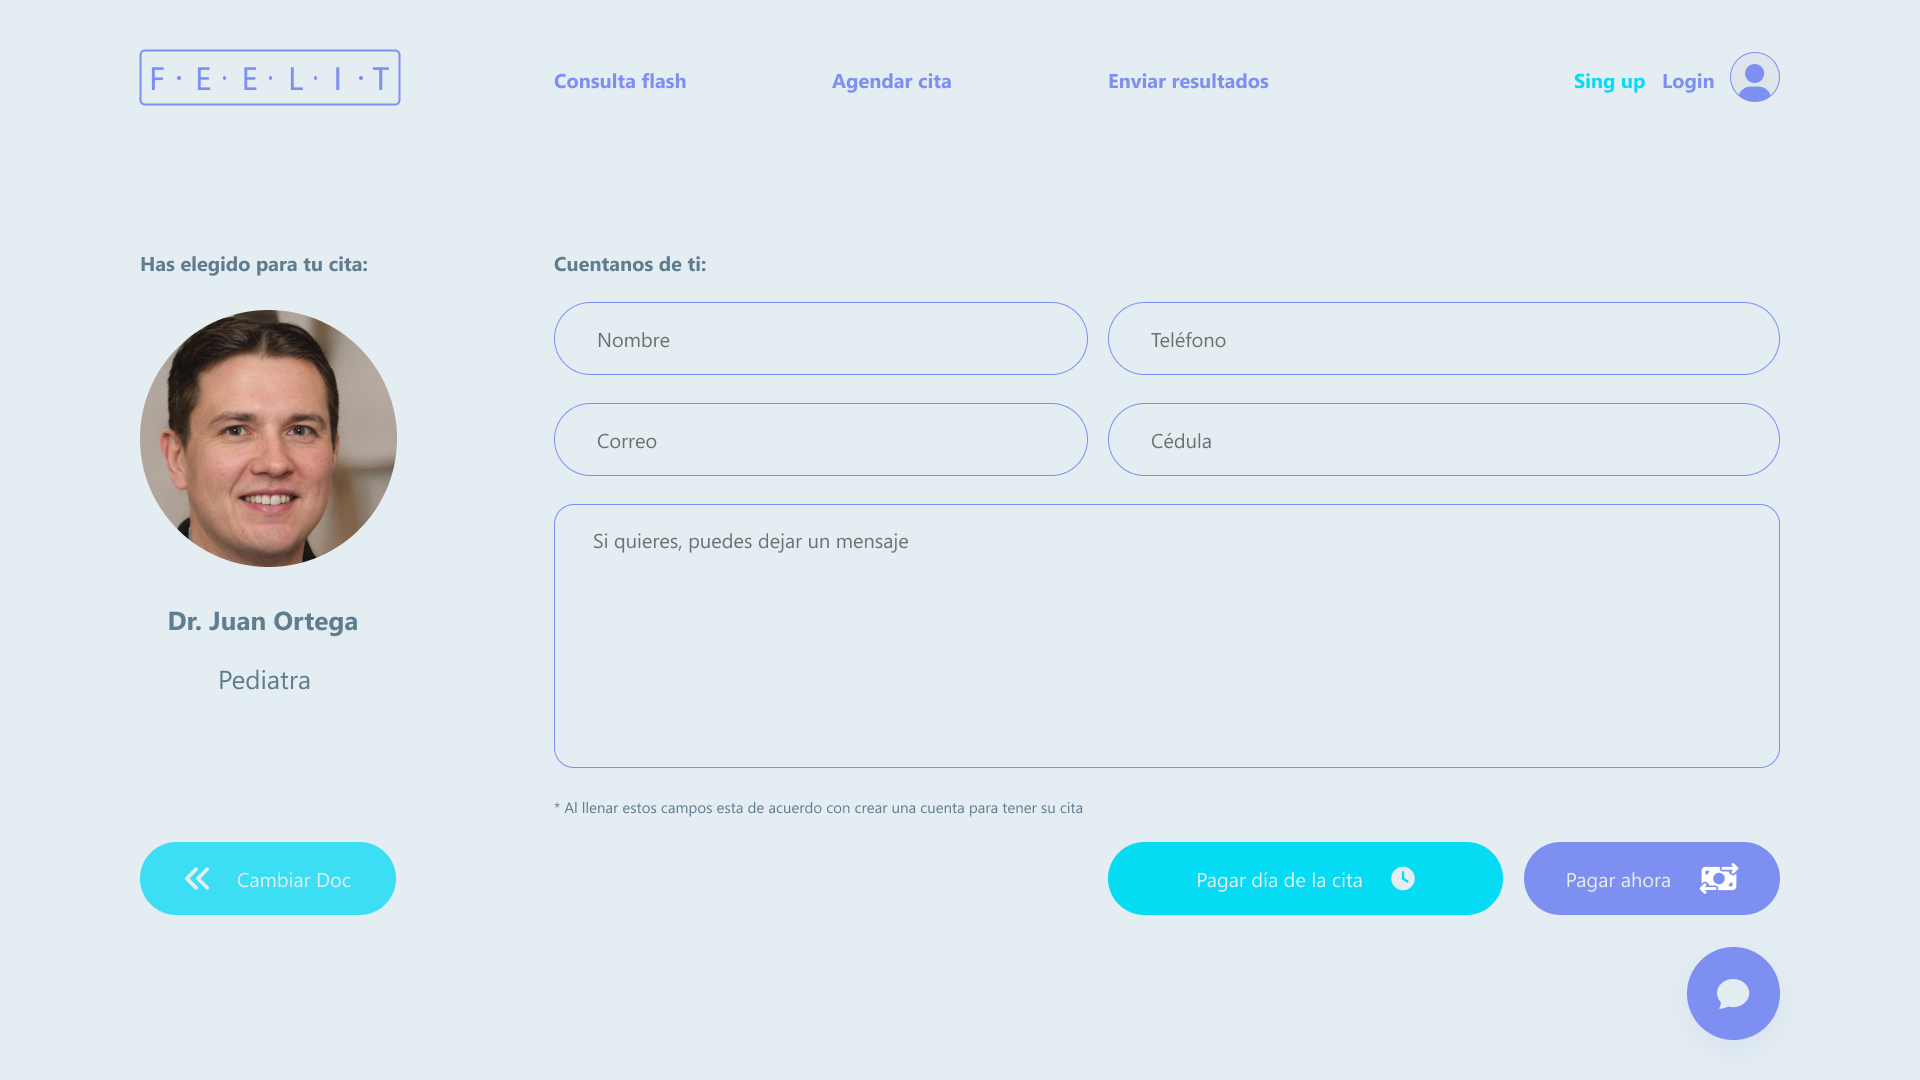 F·E·E·L·I·T
Consulta flash
Agendar cita
Enviar resultados
Sing up
Login
Has elegido para tu cita:
Cuentanos de ti:
Nombre
Teléfono
Correo
Cédula
Si quieres, puedes dejar un mensaje
Dr. Juan Ortega
Pediatra
* Al llenar estos campos esta de acuerdo con crear una cuenta para tener su cita
Cambiar Doc
Pagar día de la cita
Pagar ahora